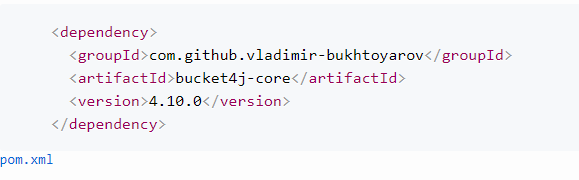 <dependency>
<groupId>com.github.vladimir-bukhtoyarov</groupId>
<artifactId>bucket4j-core</artifactId>
<version>4.10.0</version>
</dependency>
pom.xml